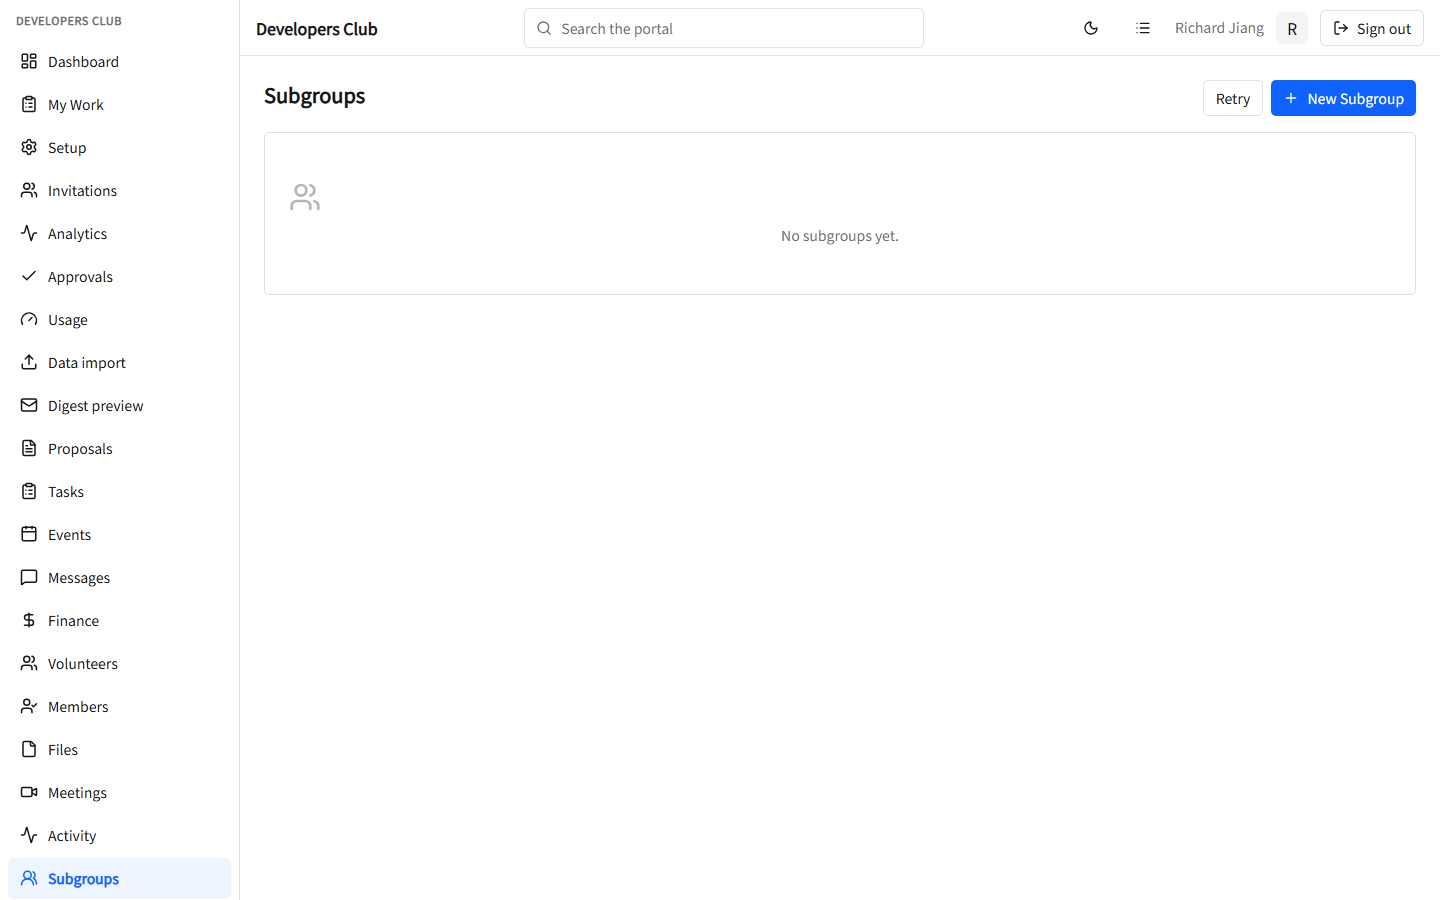 DEVELOPERS CLUB
Dashboard
My Work
Setup
Invitations
Analytics
Approvals
Usage
Data import
Digest preview
Proposals
Tasks
Events
Messages
Finance
Volunteers
Members
Files
Meetings
Activity
Subgroups
Developers Club
Search the portal
Richard Jiang
R
Sign out
Subgroups
Retry
New Subgroup
No subgroups yet.